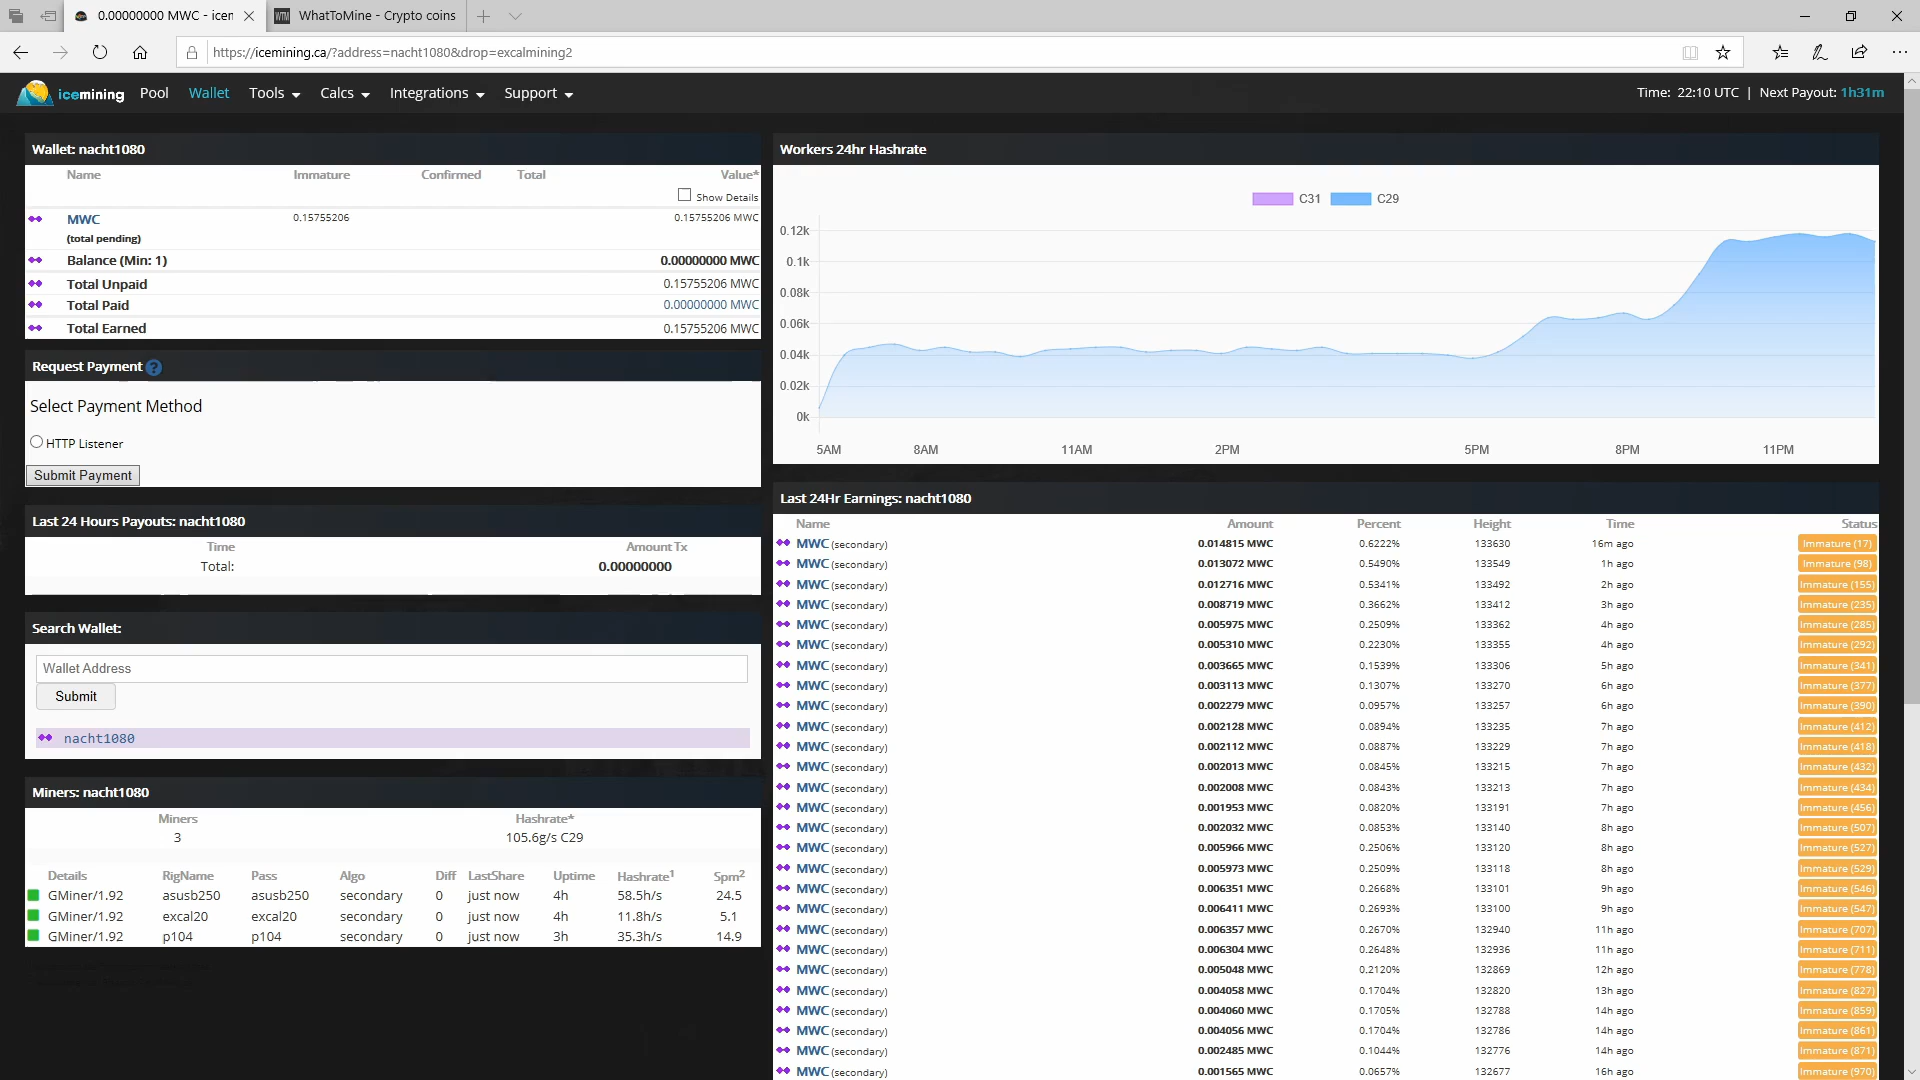 0.00000000 MWC - icen
WhatToMine - Crypto coins
https://icemining.ca/?address=nacht1080&drop=excalmining2
icemining Pool Wallet Tools Calcs Integrations Support
Time: 22:10 UTC | Next Payout: 1h31m
Wallet: nacht1080
Name Immature Confirmed Total Value*
Show Details
MWC 0.15755206 0.15755206 MWC
(total pending)
Balance (Min: 1) 0.00000000 MWC
Total Unpaid 0.15755206 MWC
Total Paid 0.00000000 MWC
Total Earned 0.15755206 MWC
Request Payment ?
Select Payment Method
HTTP Listener
Submit Payment
Last 24 Hours Payouts: nacht1080
Time Amount Tx
Total: 0.00000000
Search Wallet:
Wallet Address
Submit
nacht1080
Miners: nacht1080
Miners Hashrate*
3 105.6g/s C29
Details RigName Pass Algo Diff LastShare Uptime Hashrate1 Spm2
GMiner/1.92 asusb250 asusb250 secondary 0 just now 4h 58.5h/s 24.5
GMiner/1.92 excal20 excal20 secondary 0 just now 4h 11.8h/s 5.1
GMiner/1.92 p104 p104 secondary 0 just now 3h 35.3h/s 14.9
Workers 24hr Hashrate
C31 C29
0.12k
0.1k
0.08k
0.06k
0.04k
0.02k
0k
5AM 8AM 11AM 2PM 5PM 8PM 11PM
Last 24Hr Earnings: nacht1080
Name Amount Percent Height Time Status
MWC (secondary) 0.014815 MWC 0.6222% 133630 16m ago Immature (17)
MWC (secondary) 0.013072 MWC 0.5490% 133549 1h ago Immature (98)
MWC (secondary) 0.012716 MWC 0.5341% 133492 2h ago Immature (155)
MWC (secondary) 0.008719 MWC 0.3662% 133412 3h ago Immature (235)
MWC (secondary) 0.005975 MWC 0.2509% 133362 4h ago Immature (285)
MWC (secondary) 0.005310 MWC 0.2230% 133355 4h ago Immature (292)
MWC (secondary) 0.003665 MWC 0.1539% 133306 5h ago Immature (341)
MWC (secondary) 0.003113 MWC 0.1307% 133270 6h ago Immature (377)
MWC (secondary) 0.002279 MWC 0.0957% 133257 6h ago Immature (390)
MWC (secondary) 0.002128 MWC 0.0894% 133235 7h ago Immature (412)
MWC (secondary) 0.002112 MWC 0.0887% 133229 7h ago Immature (418)
MWC (secondary) 0.002013 MWC 0.0845% 133215 7h ago Immature (432)
MWC (secondary) 0.002008 MWC 0.0843% 133213 7h ago Immature (434)
MWC (secondary) 0.001953 MWC 0.0820% 133191 7h ago Immature (456)
MWC (secondary) 0.002032 MWC 0.0853% 133140 8h ago Immature (507)
MWC (secondary) 0.005966 MWC 0.2506% 133120 8h ago Immature (527)
MWC (secondary) 0.005973 MWC 0.2509% 133118 8h ago Immature (529)
MWC (secondary) 0.006351 MWC 0.2668% 133101 9h ago Immature (546)
MWC (secondary) 0.006411 MWC 0.2693% 133100 9h ago Immature (547)
MWC (secondary) 0.006357 MWC 0.2670% 132940 11h ago Immature (707)
MWC (secondary) 0.006304 MWC 0.2648% 132936 11h ago Immature (711)
MWC (secondary) 0.005048 MWC 0.2120% 132869 12h ago Immature (778)
MWC (secondary) 0.004058 MWC 0.1704% 132820 13h ago Immature (827)
MWC (secondary) 0.004060 MWC 0.1705% 132788 14h ago Immature (859)
MWC (secondary) 0.004056 MWC 0.1704% 132786 14h ago Immature (861)
MWC (secondary) 0.002485 MWC 0.1044% 132776 14h ago Immature (871)
MWC (secondary) 0.001565 MWC 0.0657% 132677 16h ago Immature (970)